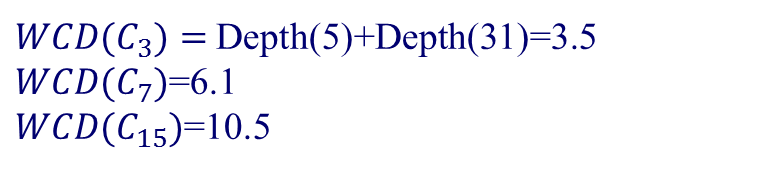 WCD(C₃) = Depth(5)+Depth(31)=3.5
WCD(C₇)=6.1
WCD(C₁₅)=10.5